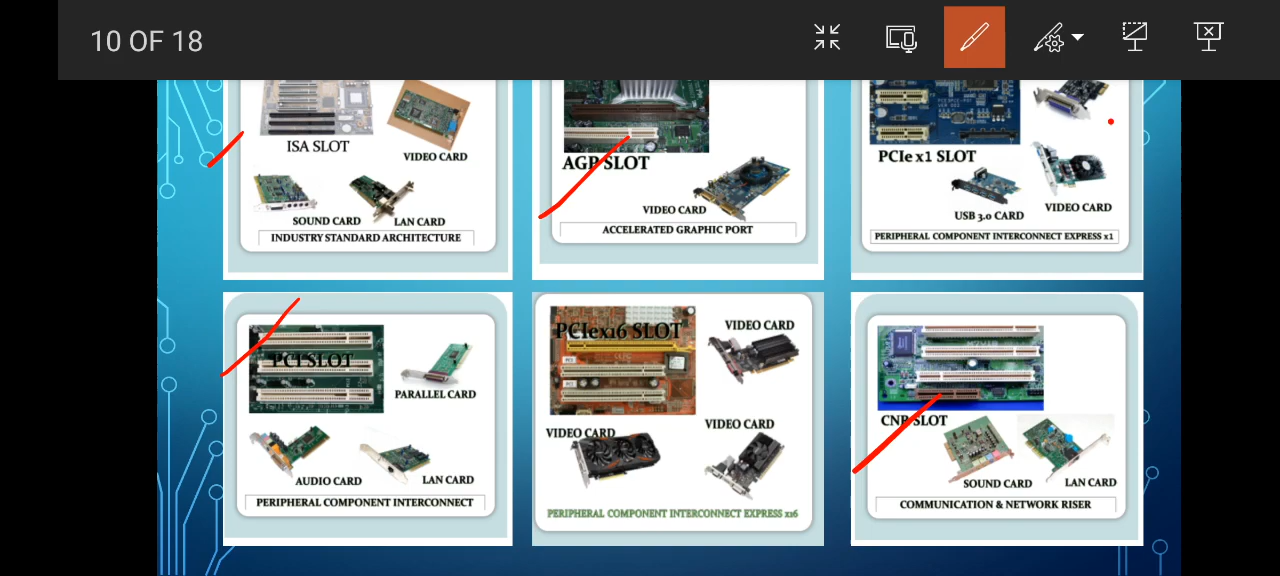 10 OF 18
ISA SLOT
VIDEO CARD
SOUND CARD
LAN CARD
INDUSTRY STANDARD ARCHITECTURE
AGP SLOT
VIDEO CARD
ACCELERATED GRAPHIC PORT
PCIe x1 SLOT
USB 3.0 CARD
VIDEO CARD
PERIPHERAL COMPONENT INTERCONNECT EXPRESS x1
PCI SLOT
PARALLEL CARD
AUDIO CARD
LAN CARD
PERIPHERAL COMPONENT INTERCONNECT
PCIex16 SLOT
VIDEO CARD
VIDEO CARD
VIDEO CARD
PERIPHERAL COMPONENT INTERCONNECT EXPRESS x16
CNR SLOT
SOUND CARD
LAN CARD
COMMUNICATION & NETWORK RISER